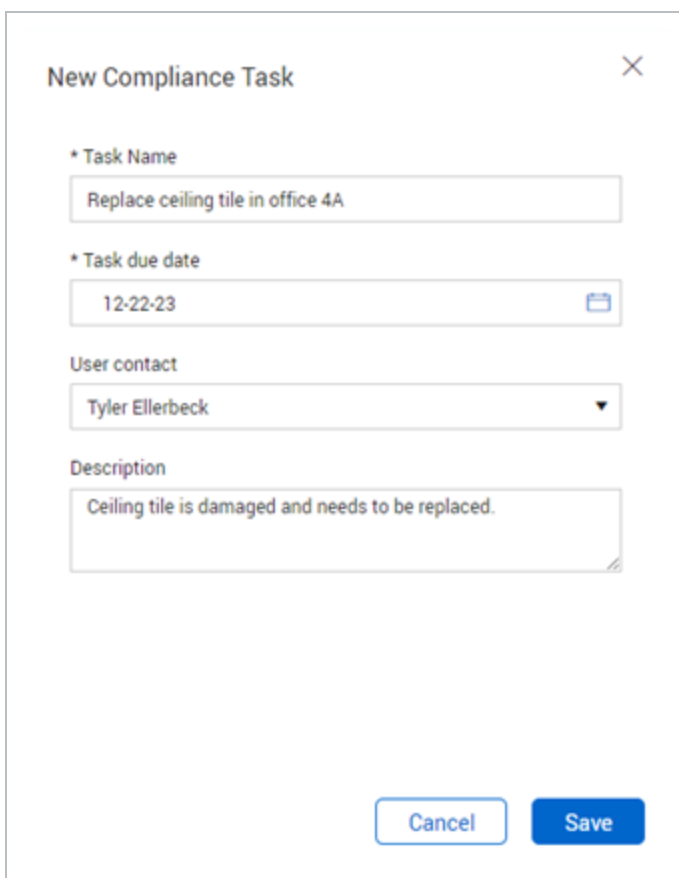 New Compliance Task
* Task Name
Replace ceiling tile in office 4A
* Task due date
12-22-23
User contact
Tyler Ellerbeck
Description
Ceiling tile is damaged and needs to be replaced.
Cancel Save